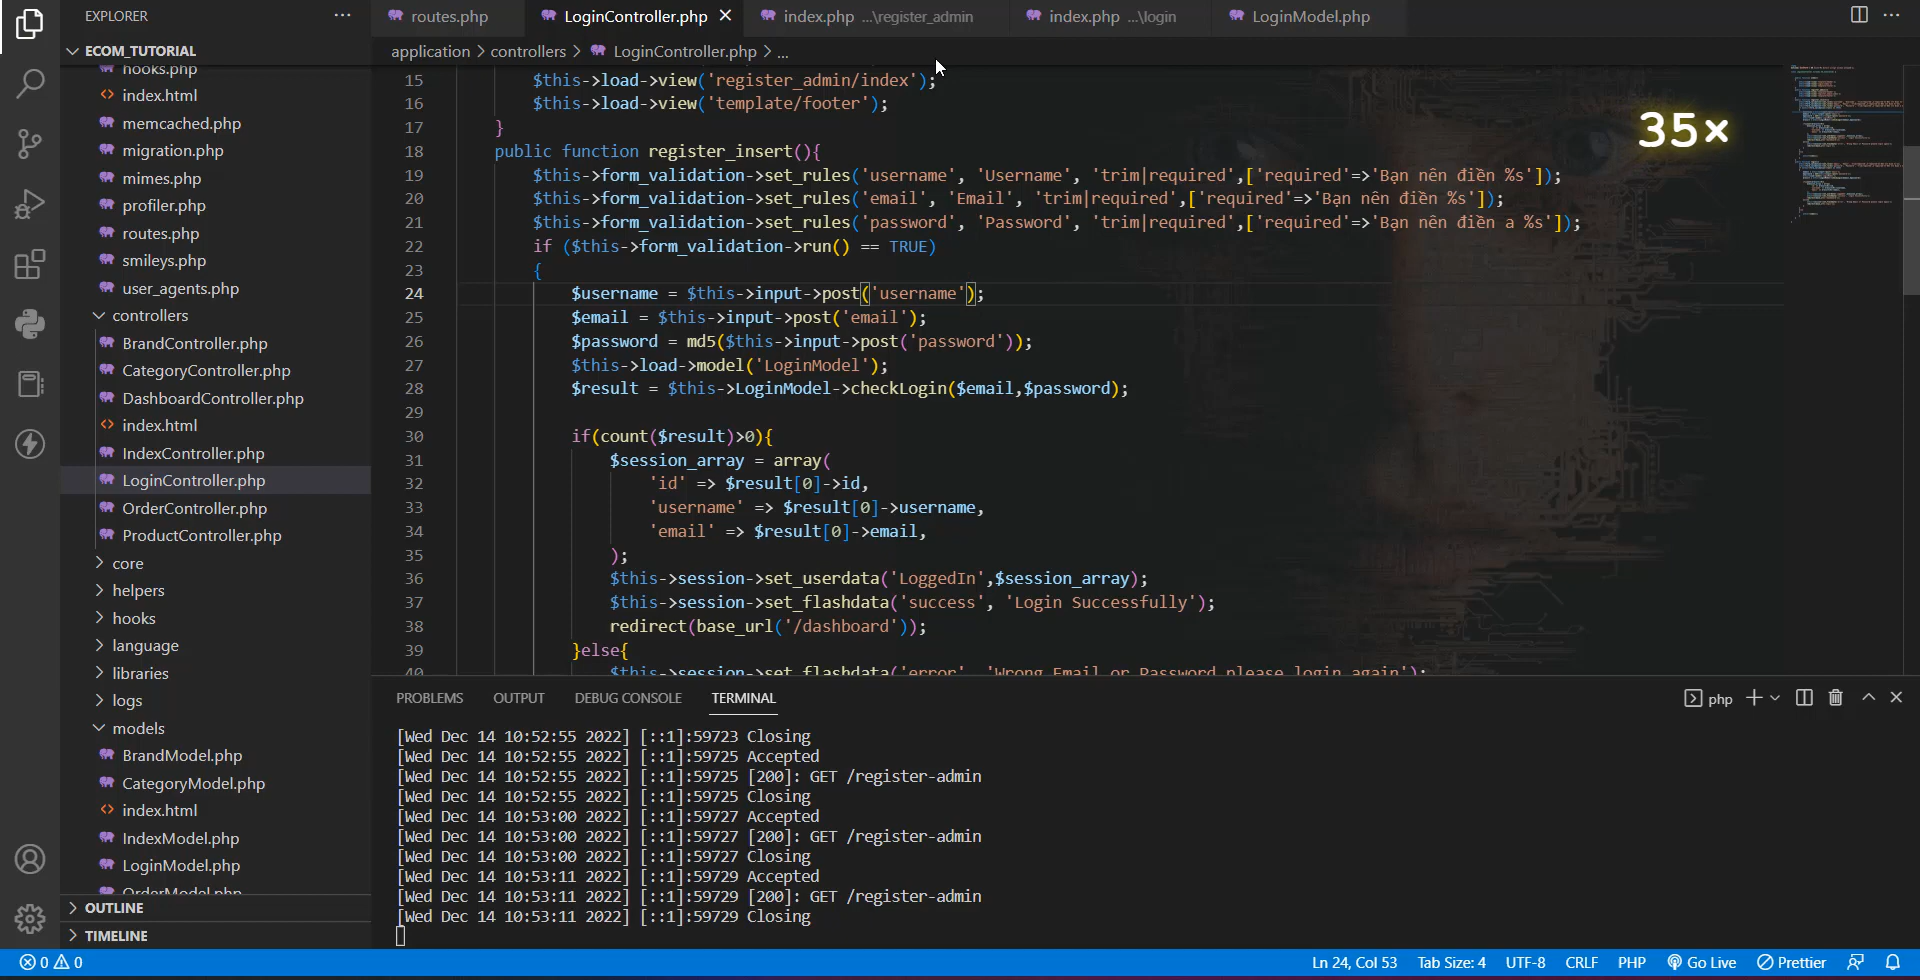 EXPLORER
routes.php
LoginController.php
index.php ...\register_admin
index.php ...\login
LoginModel.php
ECOM_TUTORIAL
application > controllers > LoginController.php > ...
hooks.php
index.html
memcached.php
migration.php
mimes.php
profiler.php
routes.php
smileys.php
user_agents.php
controllers
BrandController.php
CategoryController.php
DashboardController.php
index.html
IndexController.php
LoginController.php
OrderController.php
ProductController.php
core
helpers
hooks
language
libraries
logs
models
BrandModel.php
CategoryModel.php
index.html
IndexModel.php
LoginModel.php
OrderModel.php
OUTLINE
TIMELINE
15 $this->load->view('register_admin/index');
16 $this->load->view('template/footer');
17 }
18 public function register_insert(){
19 $this->form_validation->set_rules('username', 'Username', 'trim|required',['required'=>'Bạn nên điền %s']);
20 $this->form_validation->set_rules('email', 'Email', 'trim|required',['required'=>'Bạn nên điền %s']);
21 $this->form_validation->set_rules('password', 'Password', 'trim|required',['required'=>'Bạn nên điền a %s']);
22 if ($this->form_validation->run() == TRUE)
23 {
24 $username = $this->input->post('username');
25 $email = $this->input->post('email');
26 $password = md5($this->input->post('password'));
27 $this->load->model('LoginModel');
28 $result = $this->LoginModel->checkLogin($email,$password);
29
30 if(count($result)>0){
31 $session_array = array(
32 'id' => $result[0]->id,
33 'username' => $result[0]->username,
34 'email' => $result[0]->email,
35 );
36 $this->session->set_userdata('LoggedIn',$session_array);
37 $this->session->set_flashdata('success', 'Login Successfully');
38 redirect(base_url('/dashboard'));
39 }else{
40 $this->session->set_flashdata('error', 'Wrong Email or Password please login again');
35×
PROBLEMS OUTPUT DEBUG CONSOLE TERMINAL
php
[Wed Dec 14 10:52:55 2022] [::1]:59723 Closing
[Wed Dec 14 10:52:55 2022] [::1]:59725 Accepted
[Wed Dec 14 10:52:55 2022] [::1]:59725 [200]: GET /register-admin
[Wed Dec 14 10:52:55 2022] [::1]:59725 Closing
[Wed Dec 14 10:53:00 2022] [::1]:59727 Accepted
[Wed Dec 14 10:53:00 2022] [::1]:59727 [200]: GET /register-admin
[Wed Dec 14 10:53:00 2022] [::1]:59727 Closing
[Wed Dec 14 10:53:11 2022] [::1]:59729 Accepted
[Wed Dec 14 10:53:11 2022] [::1]:59729 [200]: GET /register-admin
[Wed Dec 14 10:53:11 2022] [::1]:59729 Closing
0 0
Ln 24, Col 53 Tab Size: 4 UTF-8 CRLF PHP Go Live Prettier